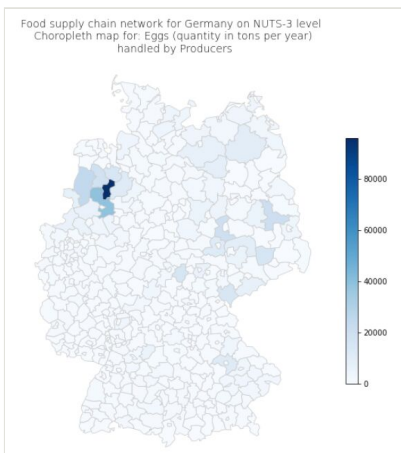 Food supply chain network for Germany on NUTS-3 level
Choropleth map for: Eggs (quantity in tons per year)
handled by Producers
80000
60000
40000
20000
0